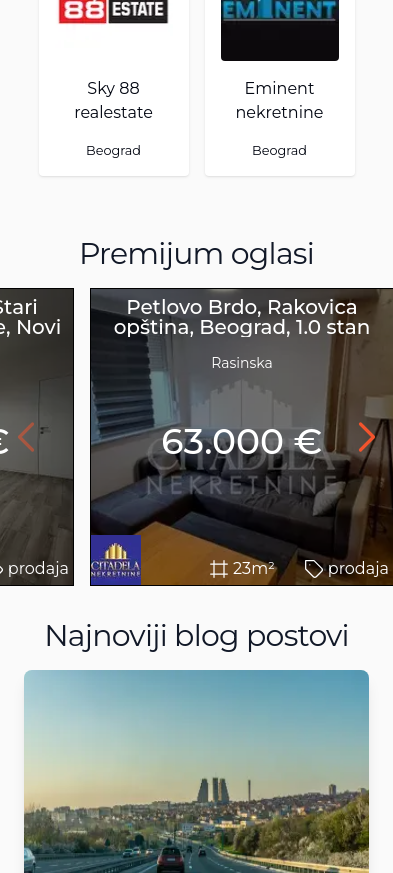 88 ESTATE
EM1NENT
Sky 88
realestate
Beograd
Eminent
nekretnine
Beograd
Premijum oglasi
Stari
e, Novi
€
prodaja
Petlovo Brdo, Rakovica
opština, Beograd, 1.0 stan
Rasinska
63.000 €
CITADELA
NEKRETNINE
CITADELA
NEKRETNINE
23m²
prodaja
Najnoviji blog postovi